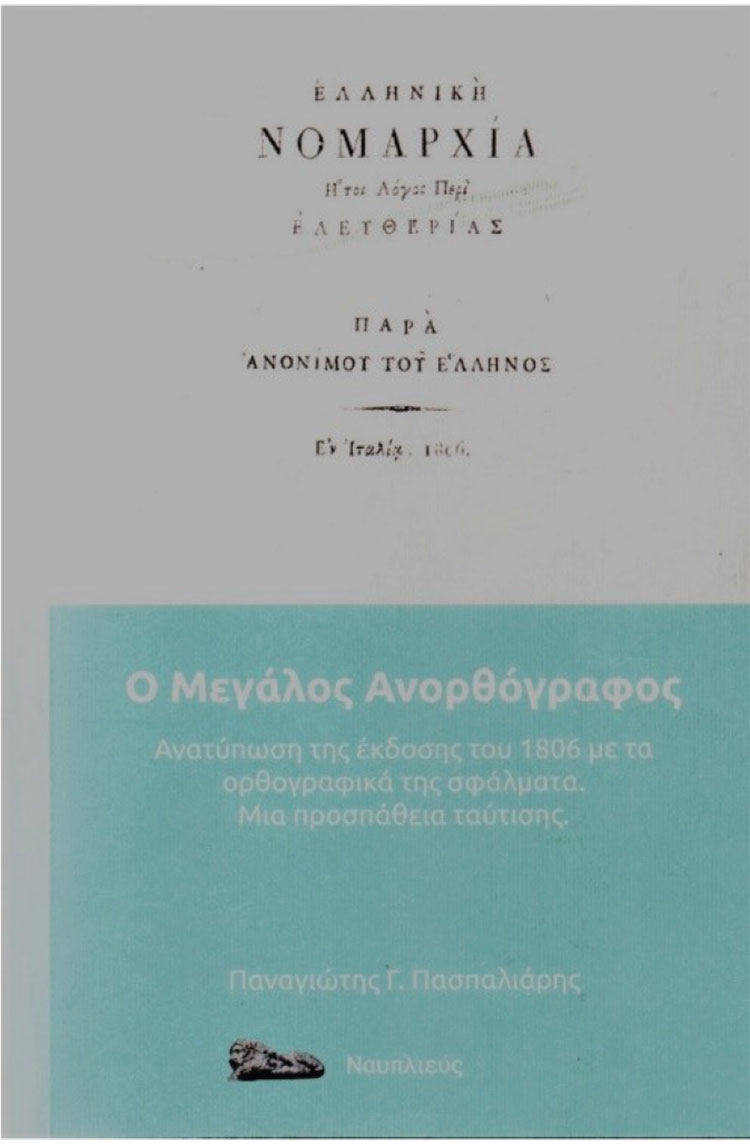 ἙΛΛΗΝΙΚῊ
ΝΟΜΑΡΧΊΑ
Ἤτοι Λόγος Περὶ
ἘΛΕΥΘΕΡΊΑΣ
ΠΑΡᾺ
ἈΝΟΝΊΜΟΥ ΤΟΥ͂ ἝΛΛΗΝΟΣ
Ἐν Ἰταλίᾳ. 1806.
Ο Μεγάλος Ανορθόγραφος
Ανατύπωση της έκδοσης του 1806 με τα
ορθογραφικά της σφάλματα.
Μια προσπάθεια ταύτισης.
Παναγιώτης Γ. Πασπαλιάρης
Ναυπλιεύς